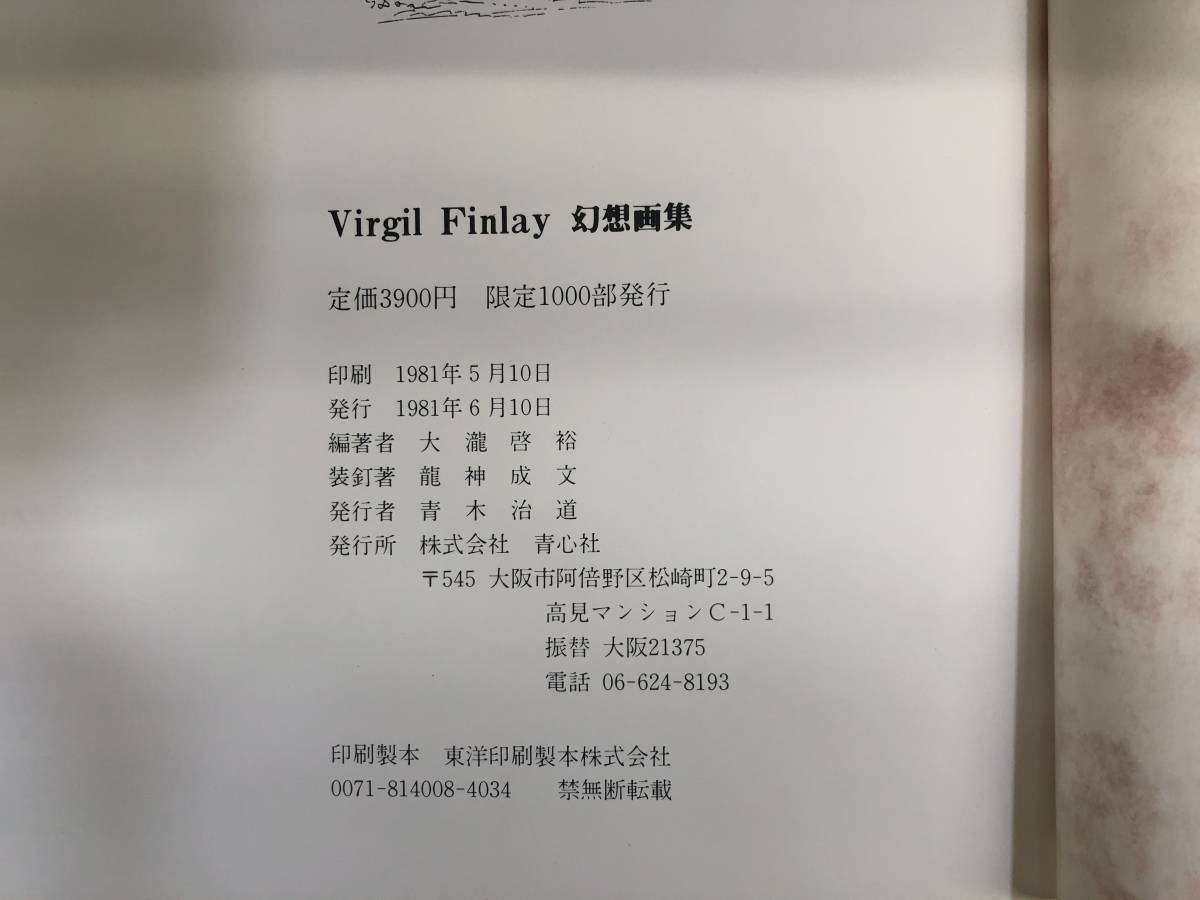 Virgil Finlay 幻想画集
定価3900円 限定1000部発行
印刷 1981年5月10日
発行 1981年6月10日
編著者 大瀧啓裕
装釘著 龍神成文
発行者 青木治道
発行所 株式会社 青心社
〒545 大阪市阿倍野区松崎町2-9-5
高見マンションC-1-1
振替 大阪21375
電話 06-624-8193
印刷製本 東洋印刷製本株式会社
0071-814008-4034 禁無断転載